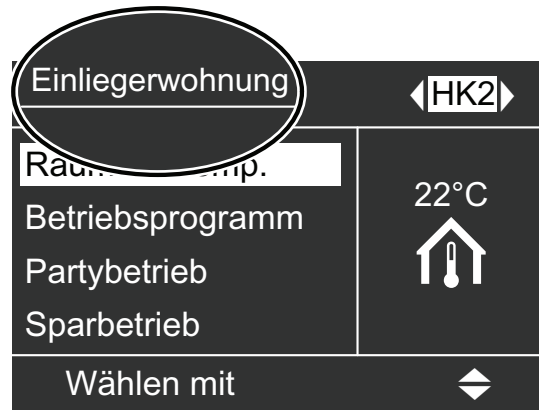 Einliegerwohnung
HK2
Betriebsprogramm
22°C
Partybetrieb
Sparbetrieb
Wählen mit